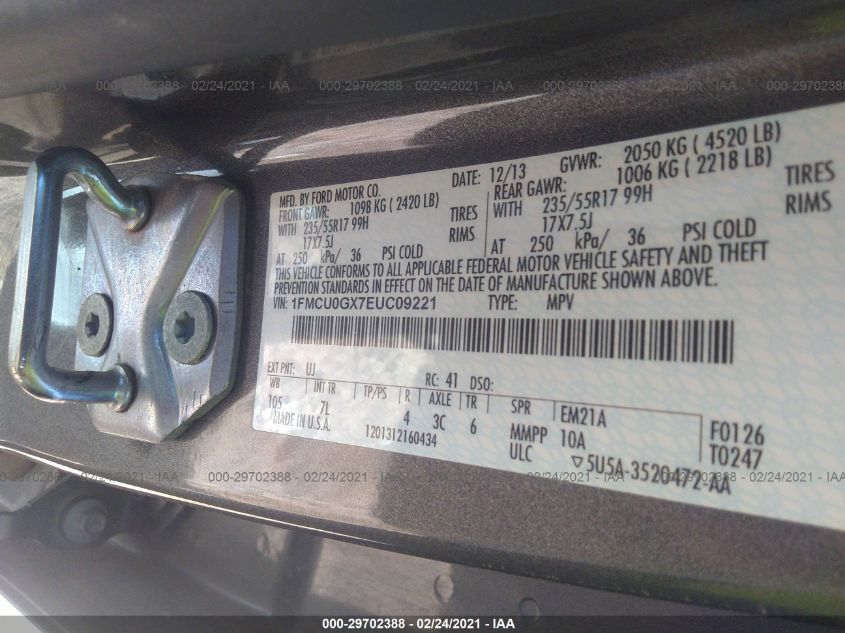 000-29702388 - 02/24/2021 - IAA
MFD. BY FORD MOTOR CO.
DATE: 12/13
GVWR: 2050 KG ( 4520 LB)
FRONT GAWR: 1098 KG ( 2420 LB)
REAR GAWR: 1006 KG ( 2218 LB)
WITH 235/55R17 99H TIRES
17X7.5J RIMS
AT 250 kPa/ 36 PSI COLD
WITH 235/55R17 99H TIRES
17X7.5J RIMS
AT 250 kPa/ 36 PSI COLD
THIS VEHICLE CONFORMS TO ALL APPLICABLE FEDERAL MOTOR VEHICLE SAFETY AND THEFT
PREVENTION STANDARDS IN EFFECT ON THE DATE OF MANUFACTURE SHOWN ABOVE.
VIN: 1FMCU0GX7EUC09221 TYPE: MPV
EXT PNT: UJ RC: 41 DSO:
WB INT TR TP/PS R AXLE TR SPR EM21A F0126
105 7L 4 3C 6 MMPP 10A T0247
MADE IN U.S.A. 1201312160434 ULC ▽5U5A-3520472-AA
000-29702388 - 02/24/2021 - IAA